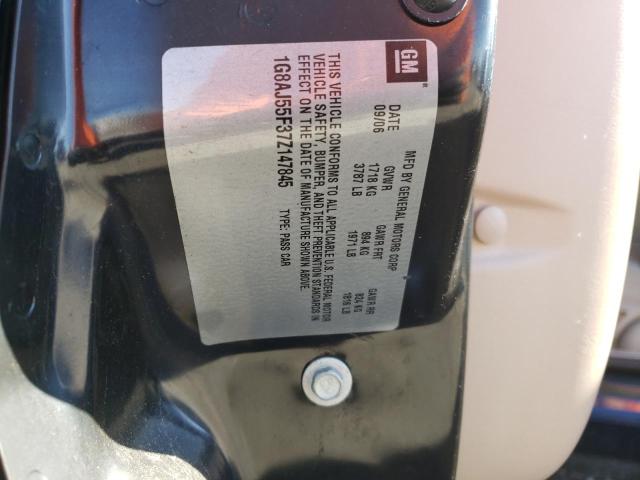 GM
DATE
09/06
MFD BY GENERAL MOTORS CORP
GVWR
1718 KG
3787 LB
GAWR FRT
894 KG
1971 LB
GAWR RR
824 KG
1816 LB
THIS VEHICLE CONFORMS TO ALL APPLICABLE U.S. FEDERAL MOTOR
VEHICLE SAFETY, BUMPER, AND THEFT PREVENTION STANDARDS IN
EFFECT ON THE DATE OF MANUFACTURE SHOWN ABOVE.
1G8AJ55F37Z147845
TYPE: PASS CAR